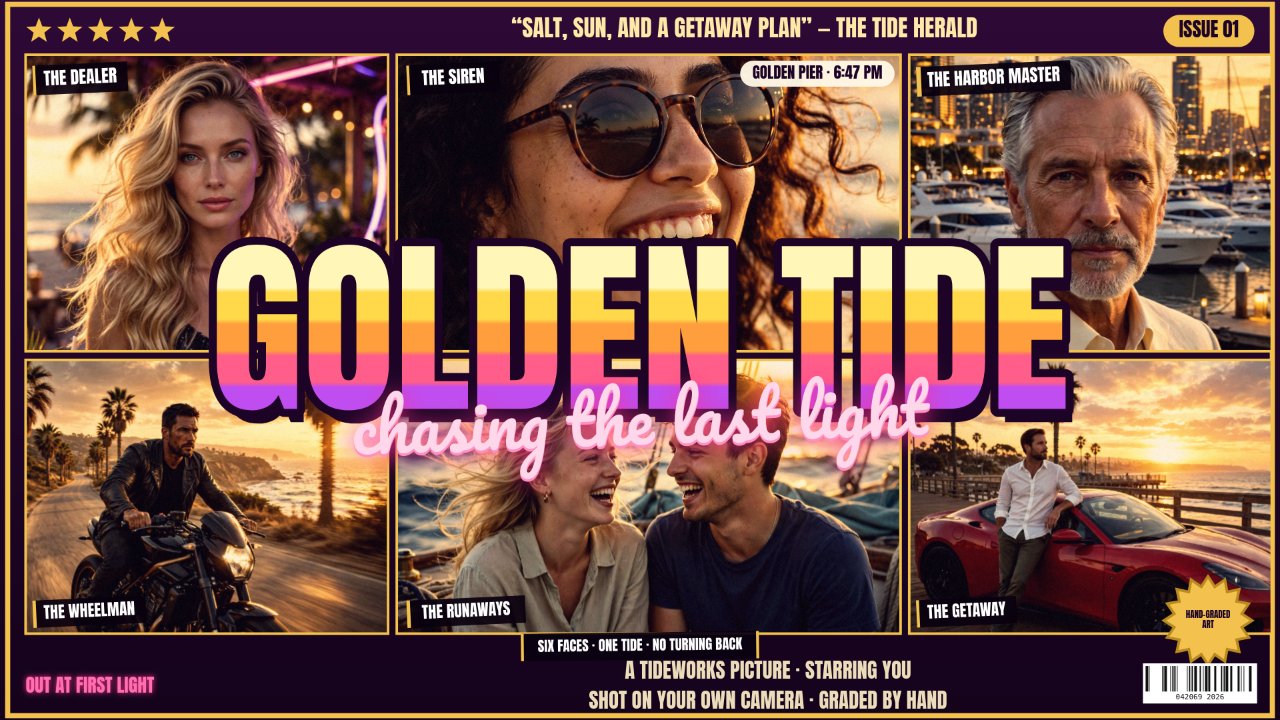 “SALT, SUN, AND A GETAWAY PLAN” – THE TIDE HERALD
ISSUE 01
THE DEALER
THE SIREN
GOLDEN PIER · 6:47 PM
THE HARBOR MASTER
GOLDEN TIDE
chasing the last light
THE WHEELMAN
THE RUNAWAYS
THE GETAWAY
HAND-GRADED
ART
SIX FACES · ONE TIDE · NO TURNING BACK
A TIDEWORKS PICTURE · STARRING YOU
OUT AT FIRST LIGHT
SHOT ON YOUR OWN CAMERA · GRADED BY HAND
042069 2026